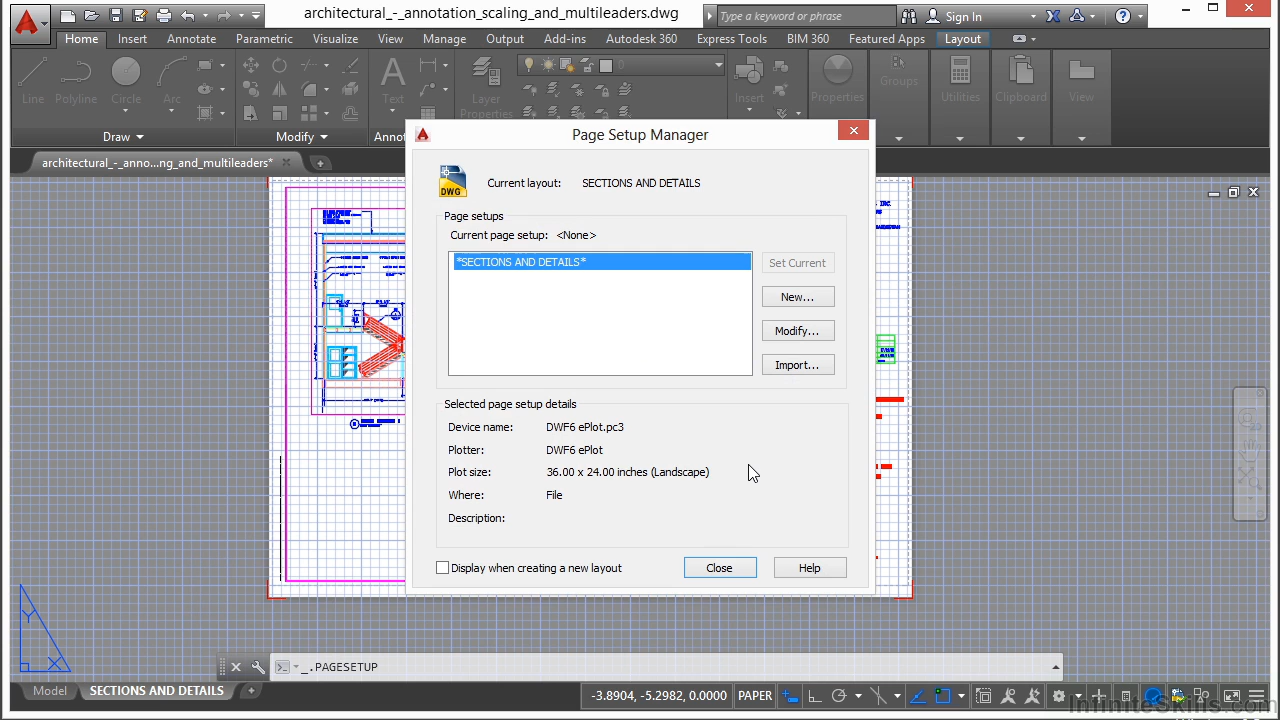 architectural_-_annotation_scaling_and_multileaders.dwg
Type a keyword or phrase
Sign In
Home Insert Annotate Parametric Visualize View Manage Output Add-ins Autodesk 360 Express Tools BIM 360 Featured Apps Layout
Line Polyline Circle Arc Text Layer Properties 0 Insert Properties Groups Utilities Clipboard View
Draw Modify Annot
architectural_-_anno...ng_and_multileaders*
Page Setup Manager
DWG
Current layout: SECTIONS AND DETAILS
Page setups
Current page setup: <None>
*SECTIONS AND DETAILS*
Set Current
New...
Modify...
Import...
Selected page setup details
Device name: DWF6 ePlot.pc3
Plotter: DWF6 ePlot
Plot size: 36.00 x 24.00 inches (Landscape)
Where: File
Description:
Display when creating a new layout
Close
Help
INC.
Y
X
.PAGESETUP
Model SECTIONS AND DETAILS
-3.8904, -5.2982, 0.0000 PAPER
InfiniteSkills.com